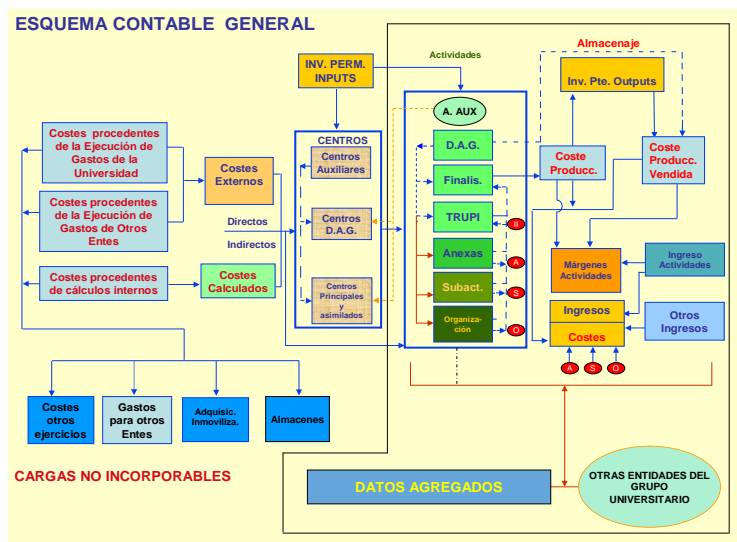 ESQUEMA CONTABLE GENERAL
Almacenaje
Actividades
INV. PERM.
INPUTS
Inv. Pte. Outputs
A. AUX
CENTROS
Centros
Auxiliares
Centros
D.A.G.
Centros
Principales
y
asimilados
D.A.G.
Finalis.
TRUPI
Anexas
Subact.
Organiza-
ción
II
A
S
O
Coste
Producc.
Coste
Producc.
Vendida
Costes procedentes
de la Ejecución de
Gastos de la
Universidad
Costes procedentes
de la Ejecución de
Gastos de Otros
Entes
Costes procedentes
de cálculos internos
Costes
Externos
Costes
Calculados
Directos
Indirectos
Márgenes
Actividades
Ingreso
Actividades
Ingresos
Costes
Otros
Ingresos
A
S
O
Costes
otros
ejercicios
Gastos
para otros
Entes
Adquisic.
Inmoviliza.
Almacenes
CARGAS NO INCORPORABLES
DATOS AGREGADOS
OTRAS ENTIDADES DEL
GRUPO
UNIVERSITARIO